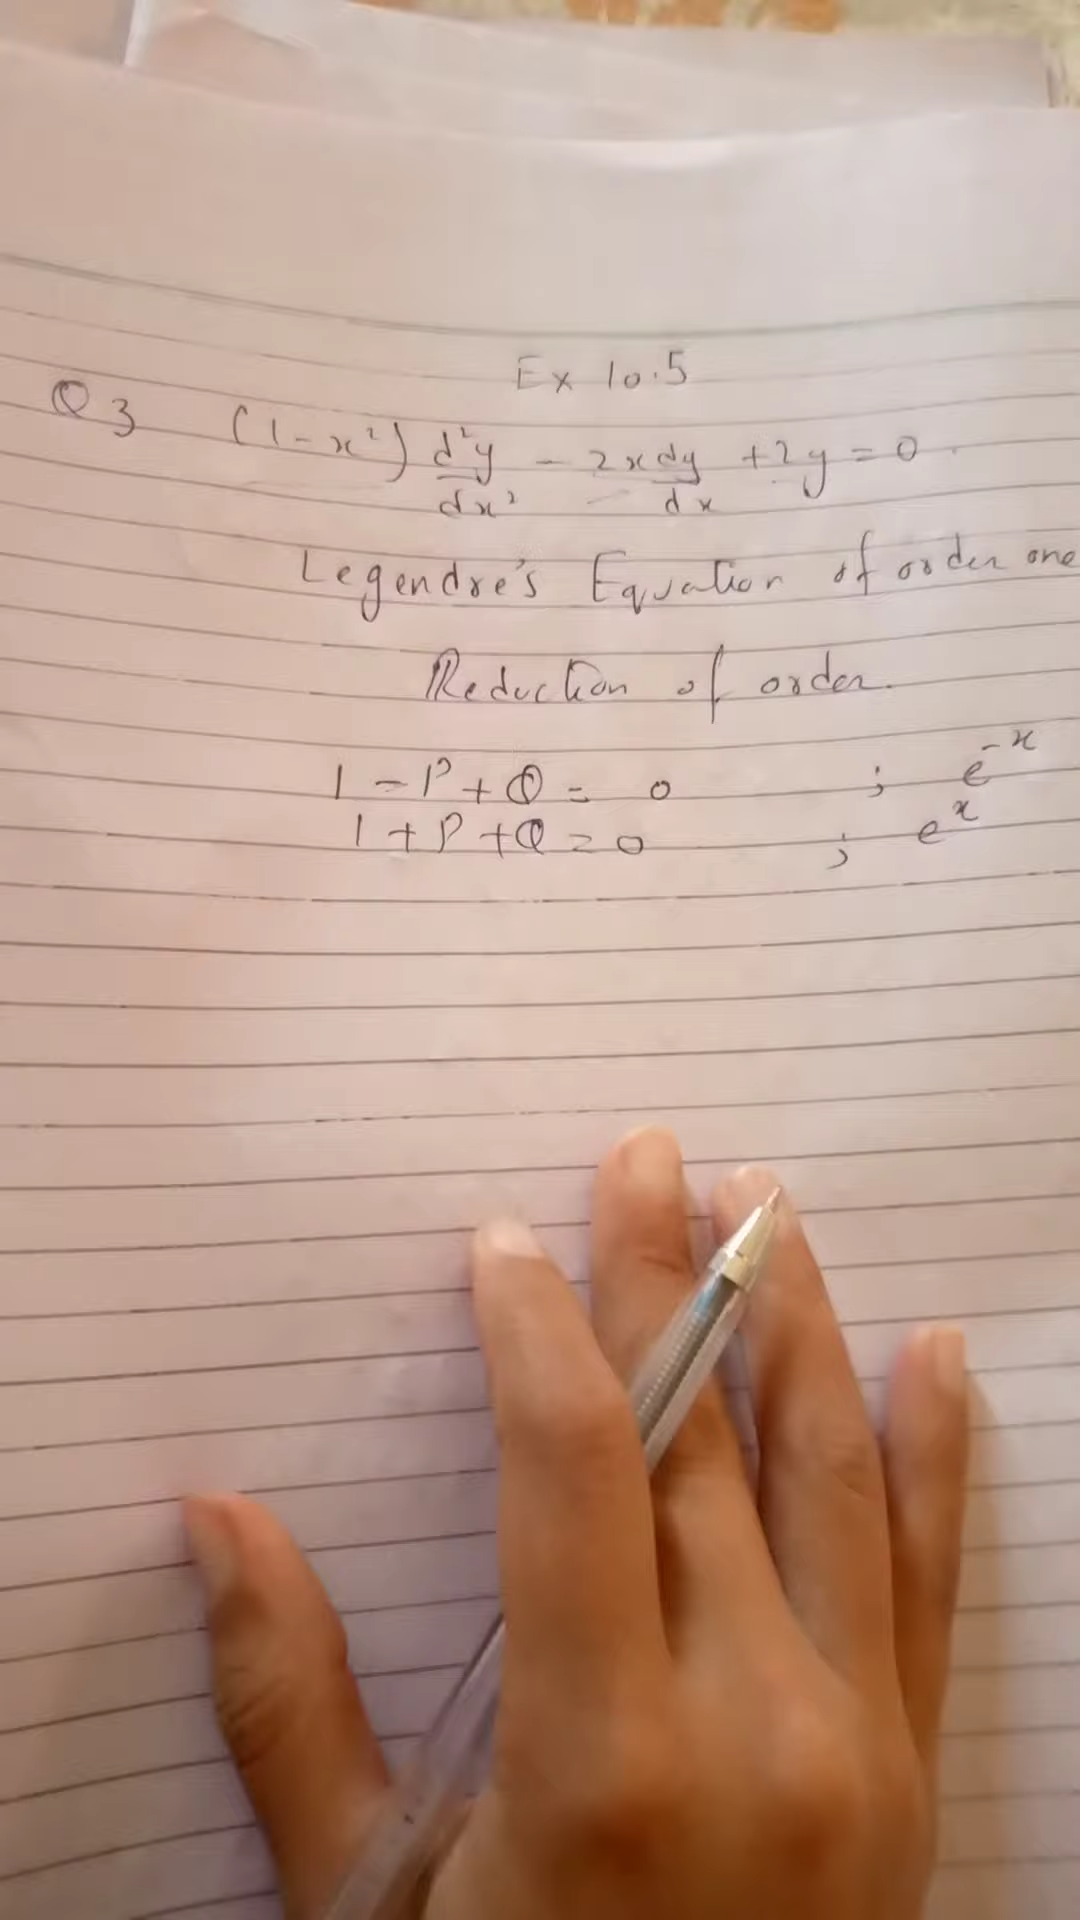 Ex 10.5
Q3 (1-x²) d²y/dx² - 2x dy/dx + 2y = 0
Legendre's Equation of order one
Reduction of order.
1 - P + Q = 0 ; e^-x
1 + P + Q = 0 ; e^x